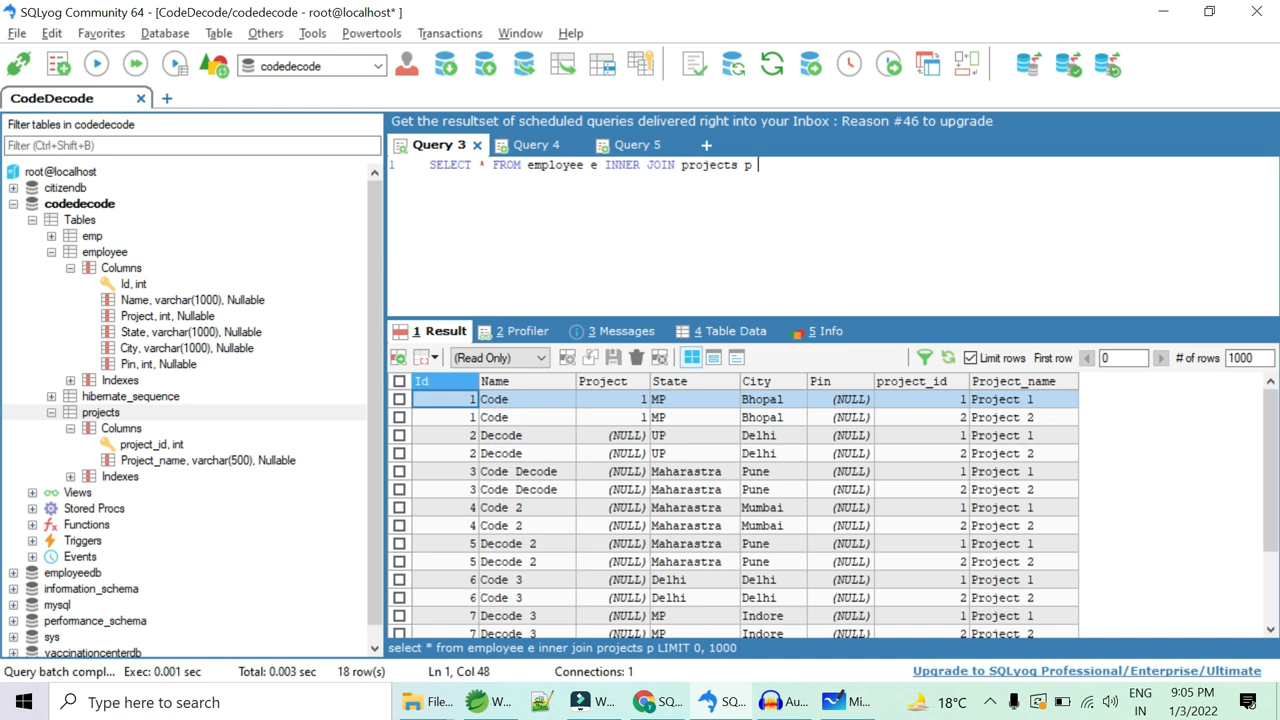 SQLyog Community 64 - [CodeDecode/codedecode - root@localhost* ]
File Edit Favorites Database Table Others Tools Powertools Transactions Window Help
codedecode
CodeDecode
Filter tables in codedecode
Filter (Ctrl+Shift+B)
root@localhost
citizendb
codedecode
Tables
emp
employee
Columns
Id, int
Name, varchar(1000), Nullable
Project, int, Nullable
State, varchar(1000), Nullable
City, varchar(1000), Nullable
Pin, int, Nullable
Indexes
hibernate_sequence
projects
Columns
project_id, int
Project_name, varchar(500), Nullable
Indexes
Views
Stored Procs
Functions
Triggers
Events
employeedb
information_schema
mysql
performance_schema
sys
vaccinationcenterdb
Get the resultset of scheduled queries delivered right into your Inbox : Reason #46 to upgrade
Query 3 Query 4 Query 5
1 SELECT * FROM employee e INNER JOIN projects p
1 Result 2 Profiler 3 Messages 4 Table Data 5 Info
(Read Only) Limit rows First row 0 # of rows 1000
Id Name Project State City Pin project_id Project_name
1 Code 1 MP Bhopal (NULL) 1 Project 1
1 Code 1 MP Bhopal (NULL) 2 Project 2
2 Decode (NULL) UP Delhi (NULL) 1 Project 1
2 Decode (NULL) UP Delhi (NULL) 2 Project 2
3 Code Decode (NULL) Maharastra Pune (NULL) 1 Project 1
3 Code Decode (NULL) Maharastra Pune (NULL) 2 Project 2
4 Code 2 (NULL) Maharastra Mumbai (NULL) 1 Project 1
4 Code 2 (NULL) Maharastra Mumbai (NULL) 2 Project 2
5 Decode 2 (NULL) Maharastra Pune (NULL) 1 Project 1
5 Decode 2 (NULL) Maharastra Pune (NULL) 2 Project 2
6 Code 3 (NULL) Delhi Delhi (NULL) 1 Project 1
6 Code 3 (NULL) Delhi Delhi (NULL) 2 Project 2
7 Decode 3 (NULL) MP Indore (NULL) 1 Project 1
7 Decode 3 (NULL) MP Indore (NULL) 2 Project 2
select * from employee e inner join projects p LIMIT 0, 1000
Query batch compl... Exec: 0.001 sec Total: 0.003 sec 18 row(s) Ln 1, Col 48 Connections: 1 Upgrade to SQLyog Professional/Enterprise/Ultimate
Type here to search File... W... W... SQ... SQ... Au... Mi... 18°C ENG IN 9:05 PM 1/3/2022